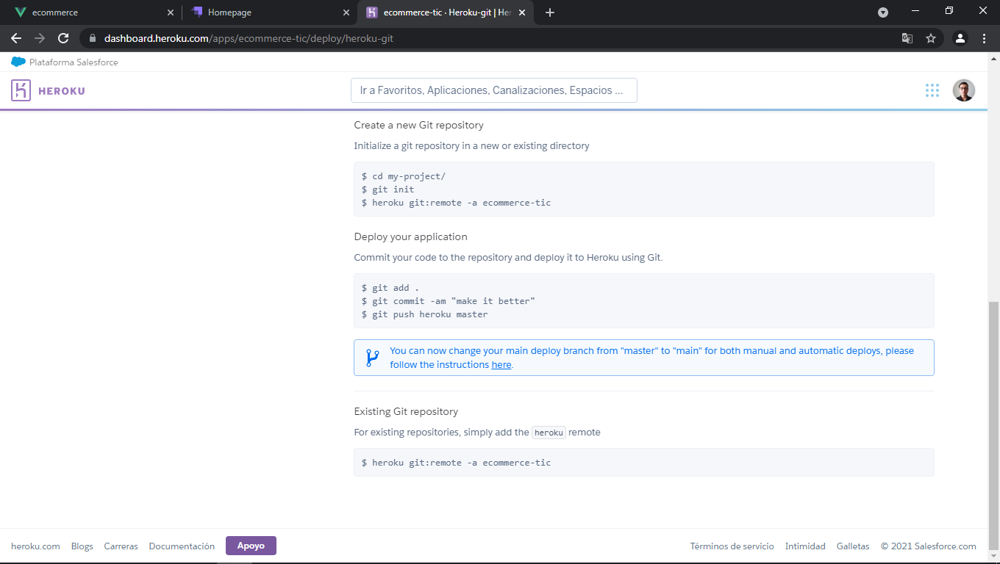 ecommerce
Homepage
ecommerce-tic · Heroku-git | Her
dashboard.heroku.com/apps/ecommerce-tic/deploy/heroku-git
Plataforma Salesforce
HEROKU
Ir a Favoritos, Aplicaciones, Canalizaciones, Espacios ...
Create a new Git repository
Initialize a git repository in a new or existing directory
$ cd my-project/
$ git init
$ heroku git:remote -a ecommerce-tic
Deploy your application
Commit your code to the repository and deploy it to Heroku using Git.
$ git add .
$ git commit -am "make it better"
$ git push heroku master
You can now change your main deploy branch from "master" to "main" for both manual and automatic deploys, please
follow the instructions here.
Existing Git repository
For existing repositories, simply add the heroku remote
$ heroku git:remote -a ecommerce-tic
heroku.com Blogs Carreras Documentación Apoyo Términos de servicio Intimidad Galletas © 2021 Salesforce.com